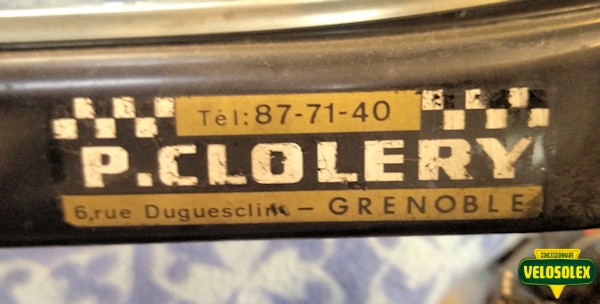 Tél: 87-71-40
P.CLOLERY
6, rue Duguesclin - GRENOBLE
CONCESSIONNAIRE
VELOSOLEX